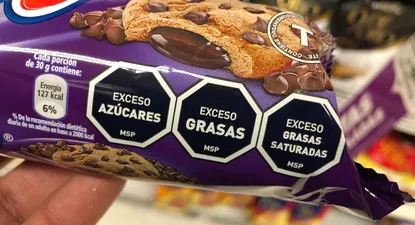 Cada porción
de 30 g contiene:
Energía
127 kcal
6%
% De la recomendación dietética
diaria de un adulto en base a 2000 kcal
EXCESO
AZÚCARES
MSP
EXCESO
GRASAS
MSP
EXCESO
GRASAS
SATURADAS
MSP
T